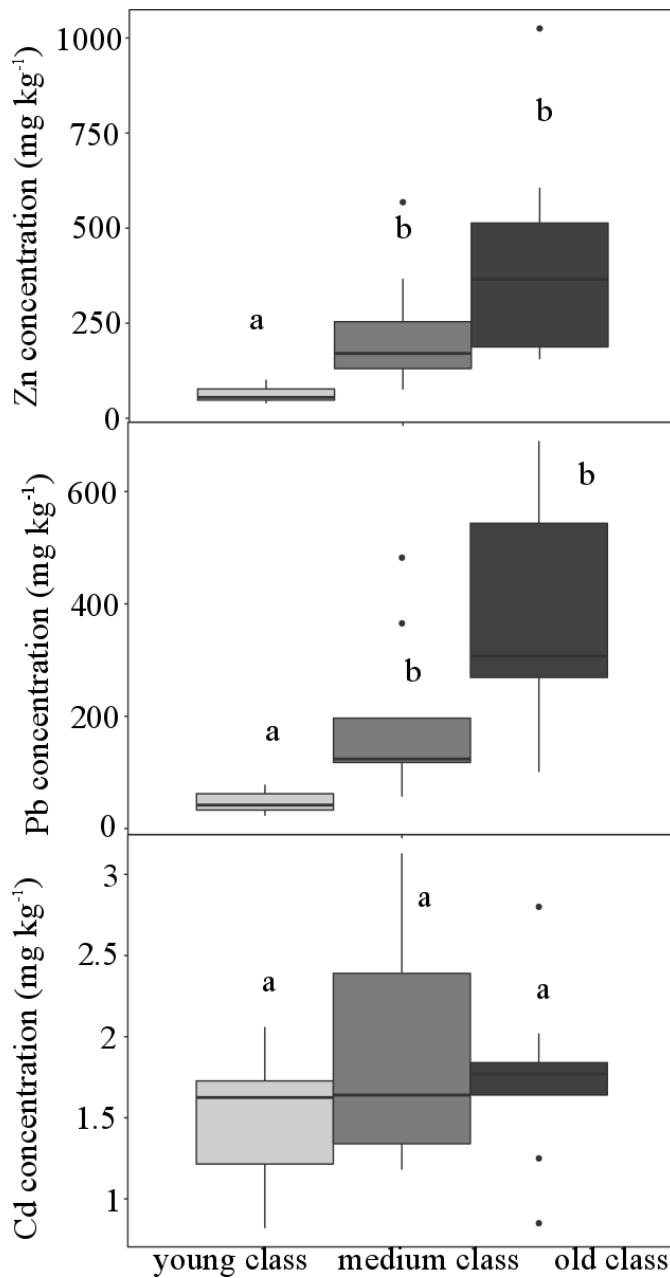 Zn concentration (mg kg⁻¹)
1000
750
500
250
0
a
b
b
Pb concentration (mg kg⁻¹)
600
400
200
0
a
b
b
Cd concentration (mg kg⁻¹)
3
2.5
2
1.5
1
a
a
a
young class medium class old class